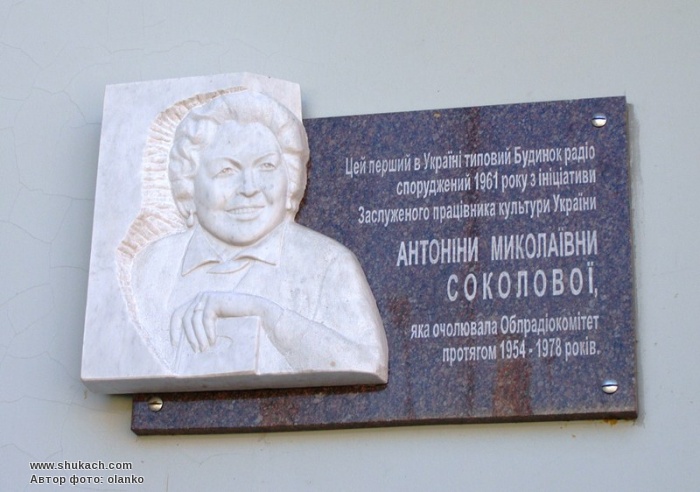 Цей перший в Україні типовий Будинок радіо
споруджений 1961 року з ініціативи
Заслуженого працівника культури України
АНТОНІНИ МИКОЛАЇВНИ
СОКОЛОВОЇ,
яка очолювала Облрадіокомітет
протягом 1954 - 1978 років.
www.shukach.com
Автор фото: olanko